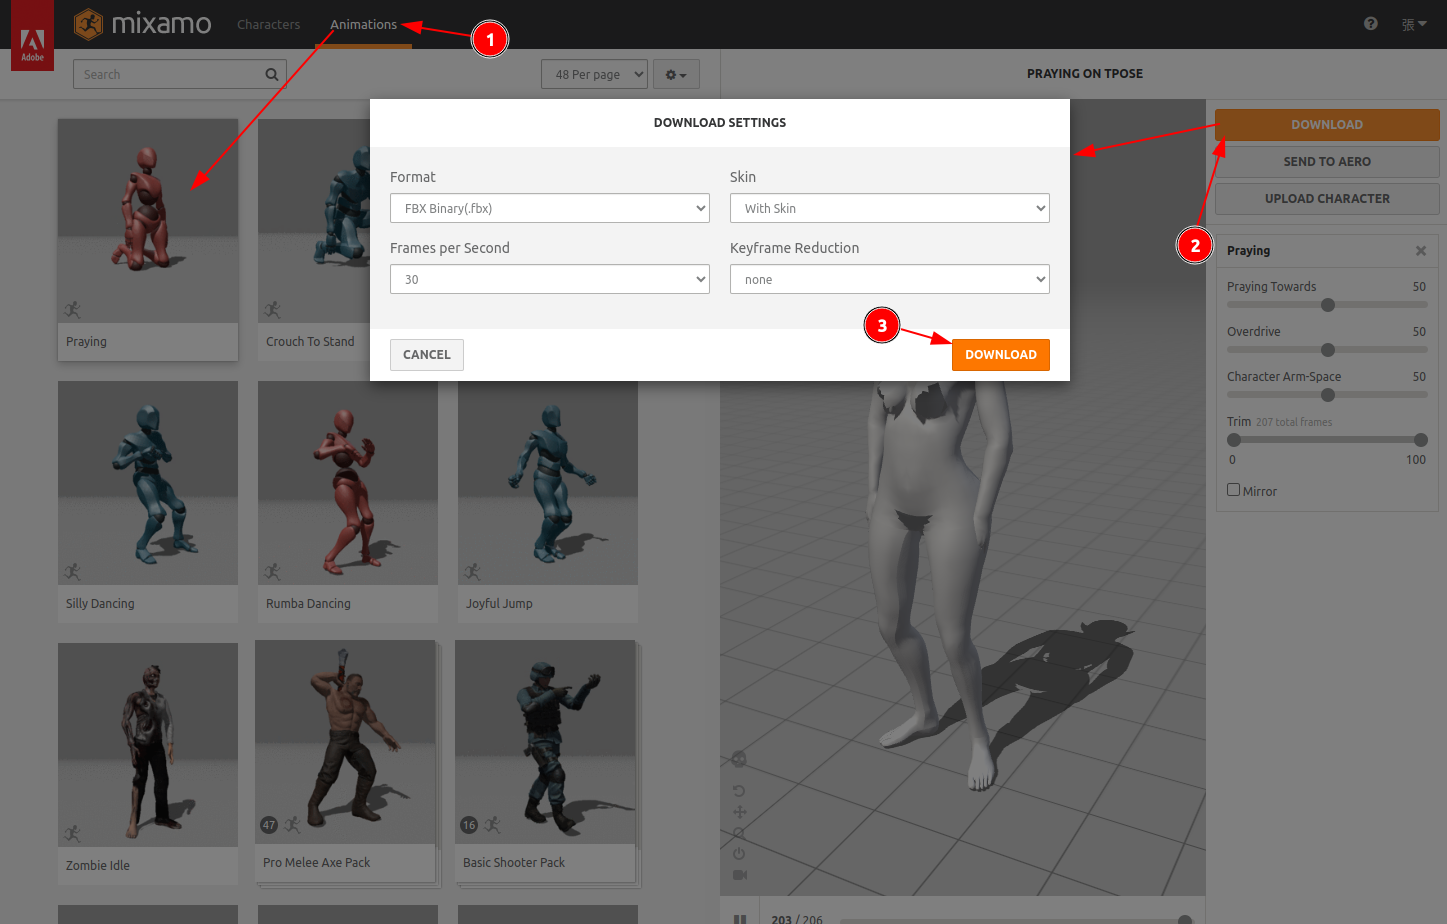 Adobe
mixamo
Characters
Animations
1
張
Search
48 Per page
PRAYING ON TPOSE
DOWNLOAD SETTINGS
Format
Skin
FBX Binary(.fbx)
With Skin
Frames per Second
Keyframe Reduction
30
none
3
CANCEL
DOWNLOAD
DOWNLOAD
SEND TO AERO
UPLOAD CHARACTER
2
Praying
Praying Towards 50
Overdrive 50
Character Arm-Space 50
Trim 207 total frames
0 100
Mirror
Praying
Crouch To Stand
Silly Dancing
Rumba Dancing
Joyful Jump
47
16
Zombie Idle
Pro Melee Axe Pack
Basic Shooter Pack
203 / 206